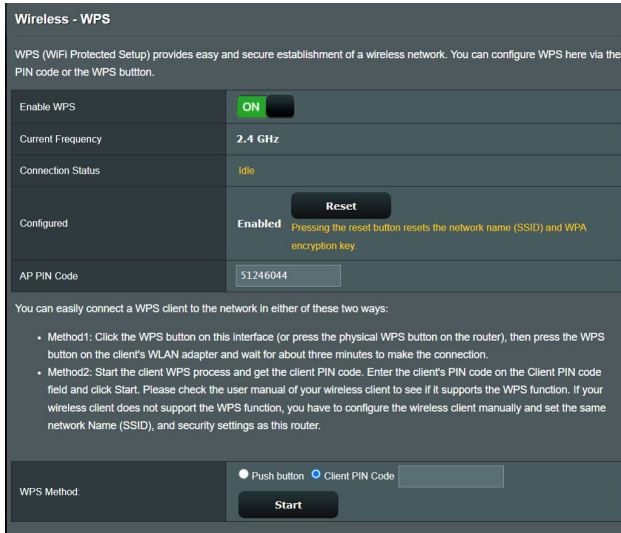 Wireless - WPS
WPS (WiFi Protected Setup) provides easy and secure establishment of a wireless network. You can configure WPS here via the
PIN code or the WPS buttton.
Enable WPS
ON
Current Frequency
2.4 GHz
Connection Status
Idle
Configured
Enabled
Reset
Pressing the reset button resets the network name (SSID) and WPA
encryption key.
AP PIN Code
51246044
You can easily connect a WPS client to the network in either of these two ways:
• Method1: Click the WPS button on this interface (or press the physical WPS button on the router), then press the WPS
button on the client's WLAN adapter and wait for about three minutes to make the connection.
• Method2: Start the client WPS process and get the client PIN code. Enter the client's PIN code on the Client PIN code
field and click Start. Please check the user manual of your wireless client to see if it supports the WPS function. If your
wireless client does not support the WPS function, you have to configure the wireless client manually and set the same
network Name (SSID), and security settings as this router.
WPS Method:
Push button Client PIN Code
Start